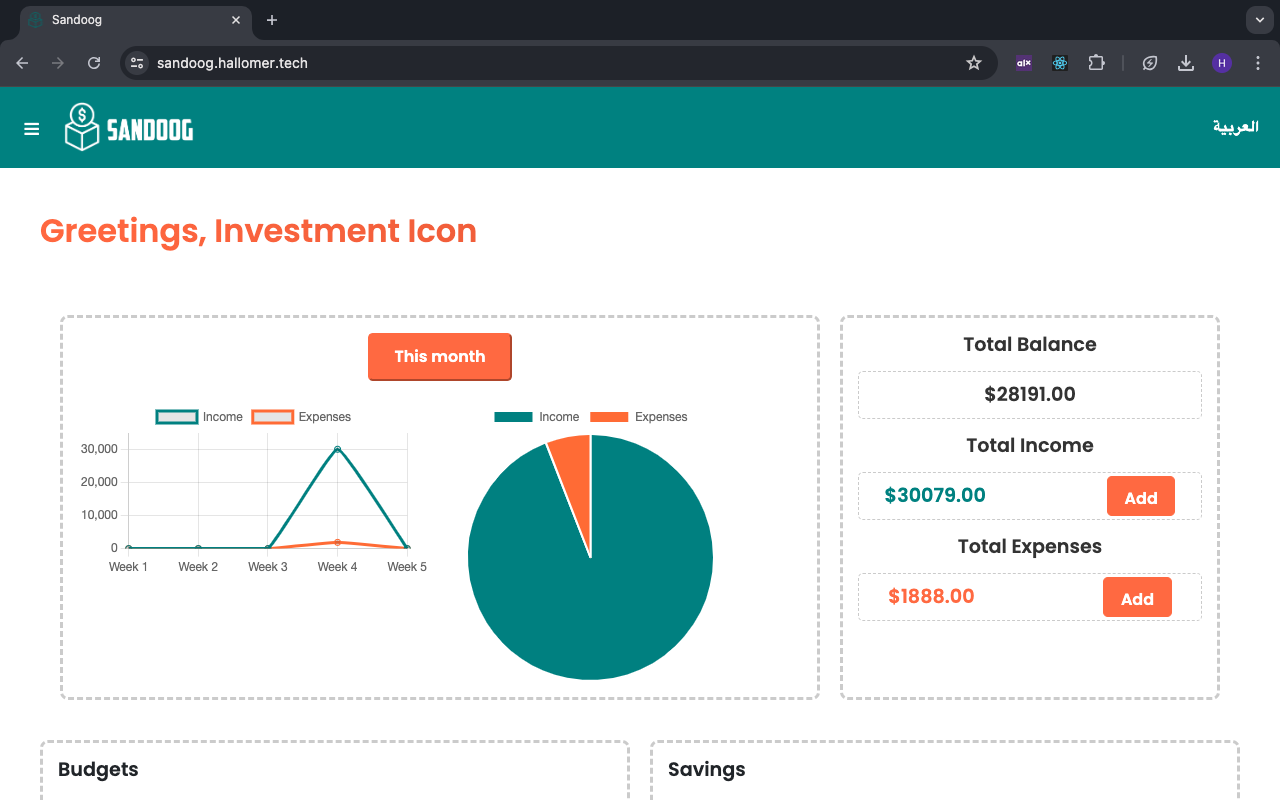 Sandoog
sandoog.hallomer.tech
alx
H
$
SANDOOG
العربية
Greetings, Investment Icon
This month
Income Expenses
30,000
20,000
10,000
0
Week 1 Week 2 Week 3 Week 4 Week 5
Income Expenses
Total Balance
$28191.00
Total Income
$30079.00 Add
Total Expenses
$1888.00 Add
Budgets
Savings